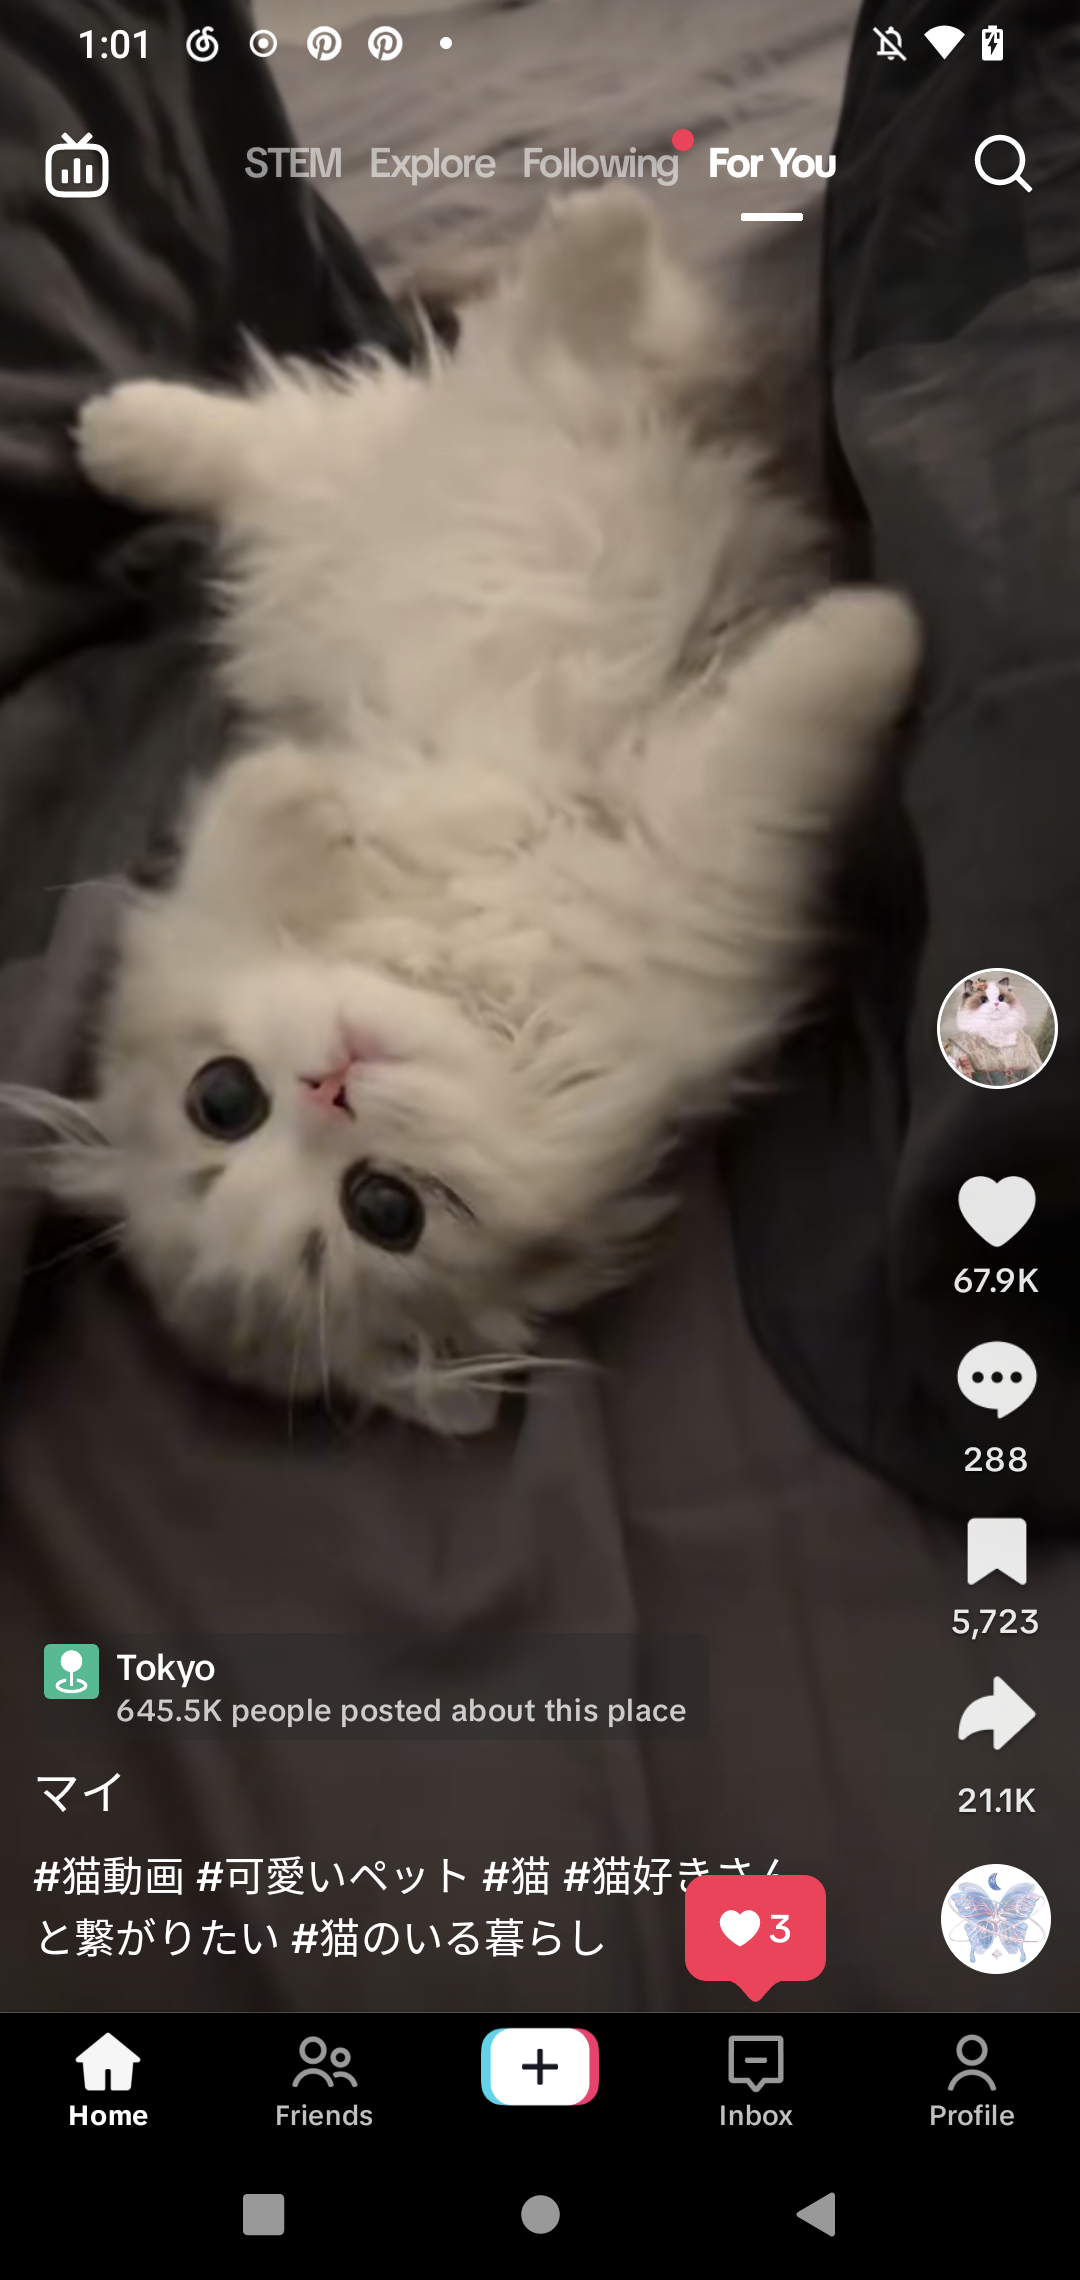 1:01
STEM Explore Following For You
67.9K
288
5,723
21.1K
Tokyo
645.5K people posted about this place
マイ
#猫動画 #可愛いペット #猫 #猫好きさん
と繋がりたい #猫のいる暮らし
3
Home Friends Inbox Profile